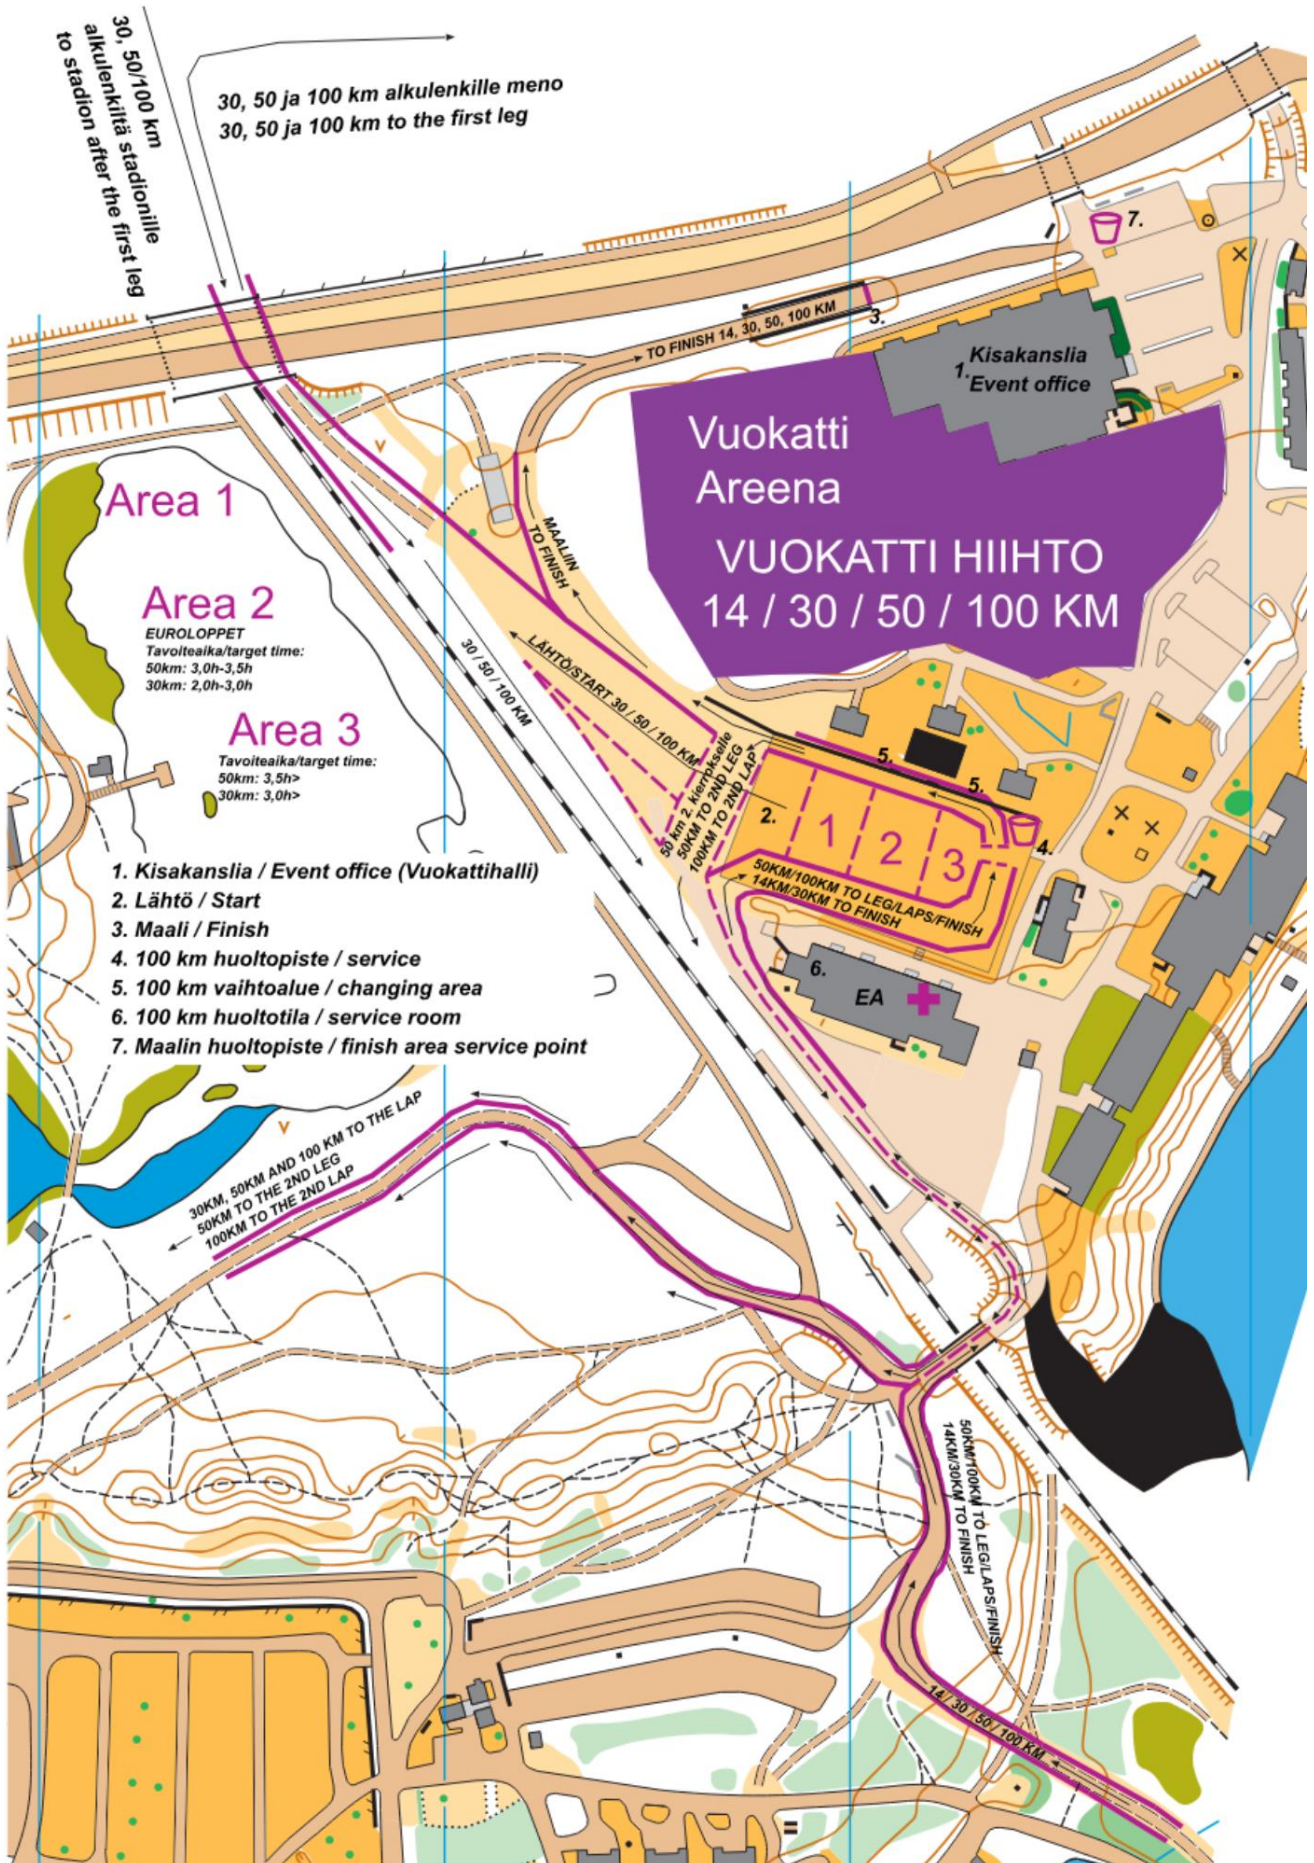 30, 50/100 km
alkulenkiltä stadionille
to stadion after the first leg
30, 50 ja 100 km alkulenkille meno
30, 50 ja 100 km to the first leg
7.
TO FINISH 14, 30, 50, 100 KM
3.
Kisakanslia
1.
Event office
Vuokatti
Areena
VUOKATTI HIIHTO
14 / 30 / 50 / 100 KM
Area 1
MAALIIN
TO FINISH
Area 2
EUROLOPPET
Tavoiteaika/target time:
50km: 3,0h-3,5h
30km: 2,0h-3,0h
30 / 50 / 100 KM
LÄHTÖ/START 30 / 50 / 100 KM
Area 3
Tavoiteaika/target time:
50km: 3,5h>
30km: 3,0h>
50 km 2. kierrokselle
50KM TO 2ND LEG
100KM TO 2ND LAP
5.
5.
2.
1
2
3
4.
50KM/100KM TO LEG/LAPS/FINISH
14KM/30KM TO FINISH
1. Kisakanslia / Event office (Vuokattihalli)
2. Lähtö / Start
3. Maali / Finish
4. 100 km huoltopiste / service
5. 100 km vaihtoalue / changing area
6. 100 km huoltotila / service room
7. Maalin huoltopiste / finish area service point
6.
EA
30KM, 50KM AND 100 KM TO THE LAP
50KM TO THE 2ND LEG
100KM TO THE 2ND LAP
50KM/100KM TO LEG/LAPS/FINISH
14KM/30KM TO FINISH
14 / 30 / 50 / 100 KM